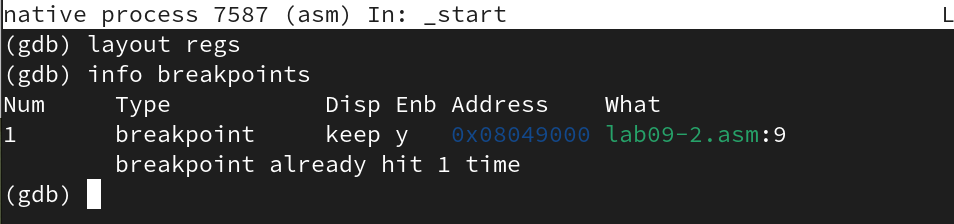 native process 7587 (asm) In: _start L
(gdb) layout regs
(gdb) info breakpoints
Num     Type           Disp Enb Address    What
1       breakpoint     keep y   0x08049000 lab09-2.asm:9
        breakpoint already hit 1 time
(gdb)